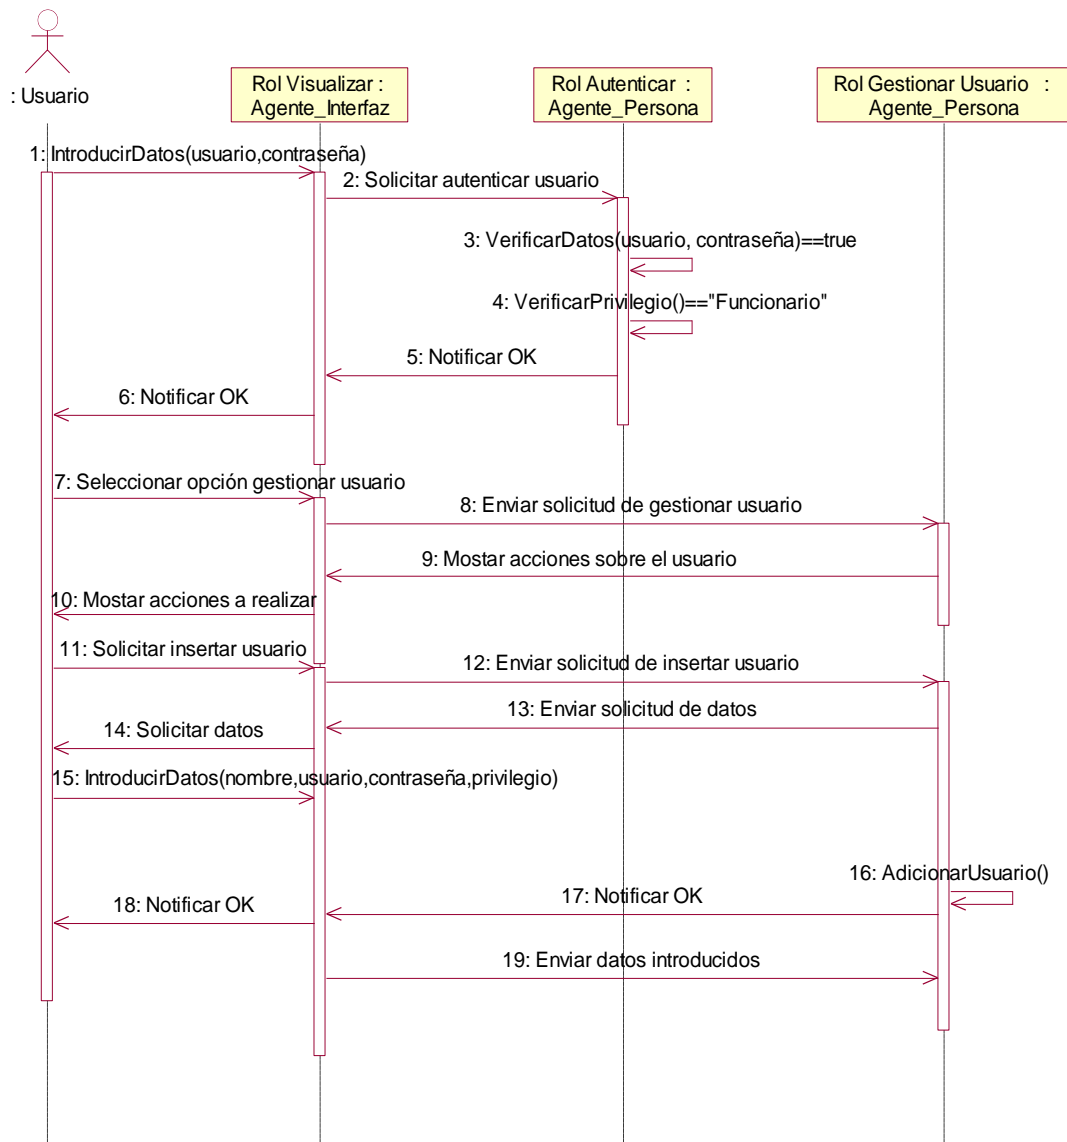 : Usuario
Rol Visualizar :
Agente_Interfaz
Rol Autenticar :
Agente_Persona
Rol Gestionar Usuario :
Agente_Persona
1: IntroducirDatos(usuario,contraseña)
2: Solicitar autenticar usuario
3: VerificarDatos(usuario, contraseña)==true
4: VerificarPrivilegio()=="Funcionario"
5: Notificar OK
6: Notificar OK
7: Seleccionar opción gestionar usuario
8: Enviar solicitud de gestionar usuario
9: Mostar acciones sobre el usuario
10: Mostar acciones a realizar
11: Solicitar insertar usuario
12: Enviar solicitud de insertar usuario
13: Enviar solicitud de datos
14: Solicitar datos
15: IntroducirDatos(nombre,usuario,contraseña,privilegio)
16: AdicionarUsuario()
17: Notificar OK
18: Notificar OK
19: Enviar datos introducidos